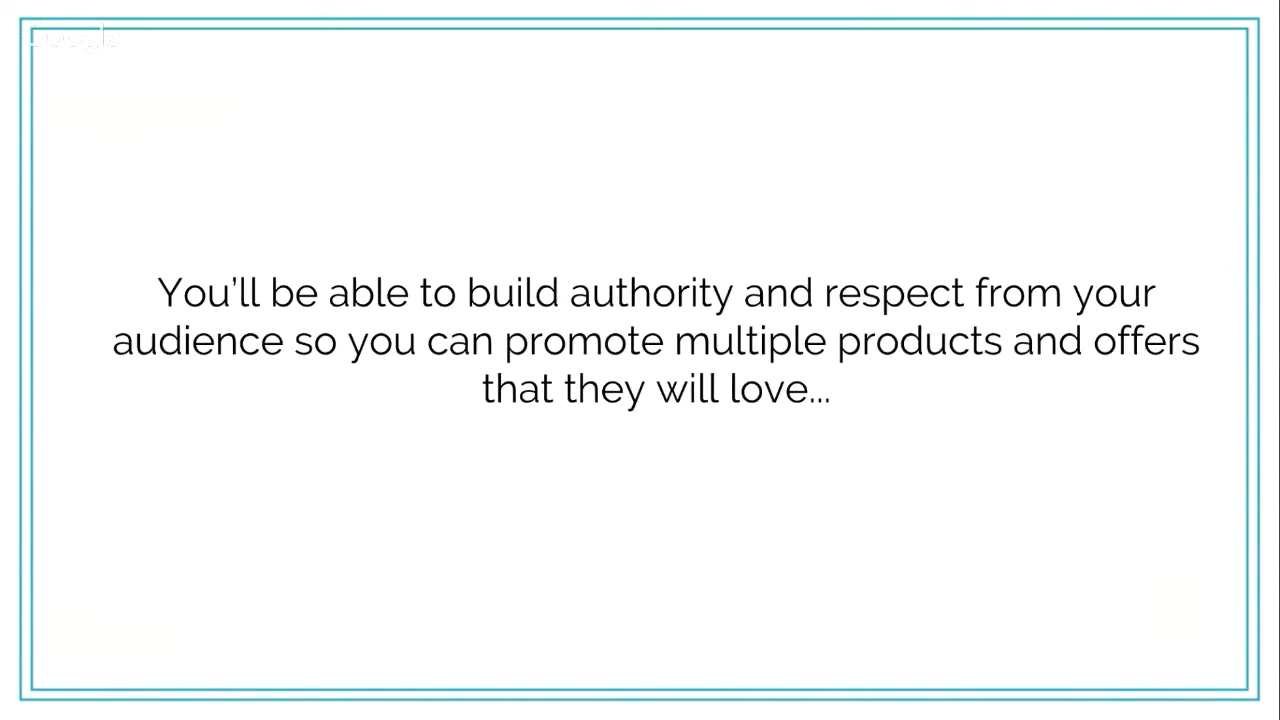 Google
You'll be able to build authority and respect from your
audience so you can promote multiple products and offers
that they will love...